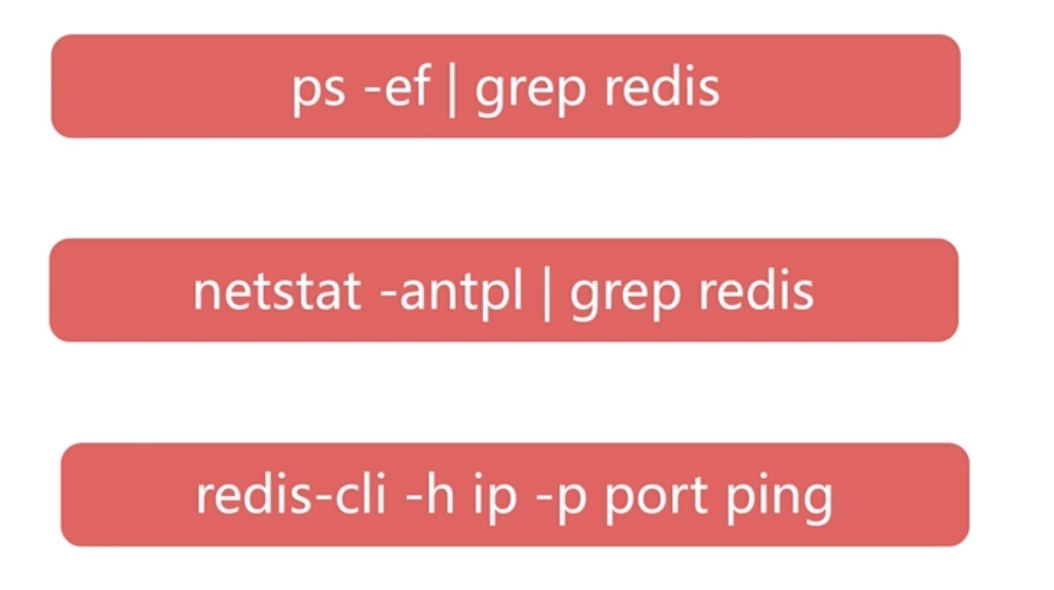 ps -ef | grep redis
netstat -antpl | grep redis
redis-cli -h ip -p port ping